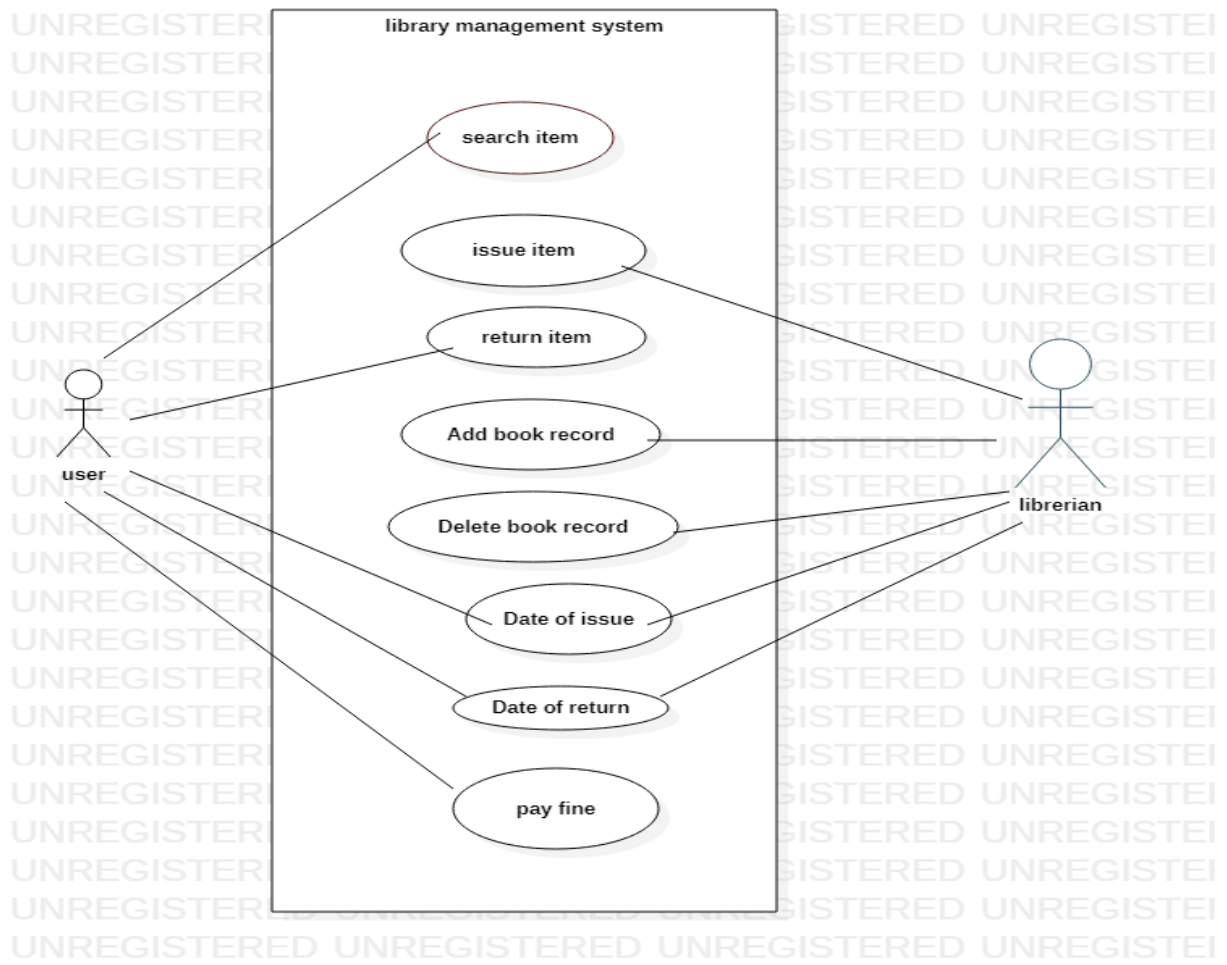 library management system
search item
issue item
return item
Add book record
user
Delete book record
librerian
Date of issue
Date of return
pay fine
UNREGISTERED UNREGISTERED UNREGISTERED